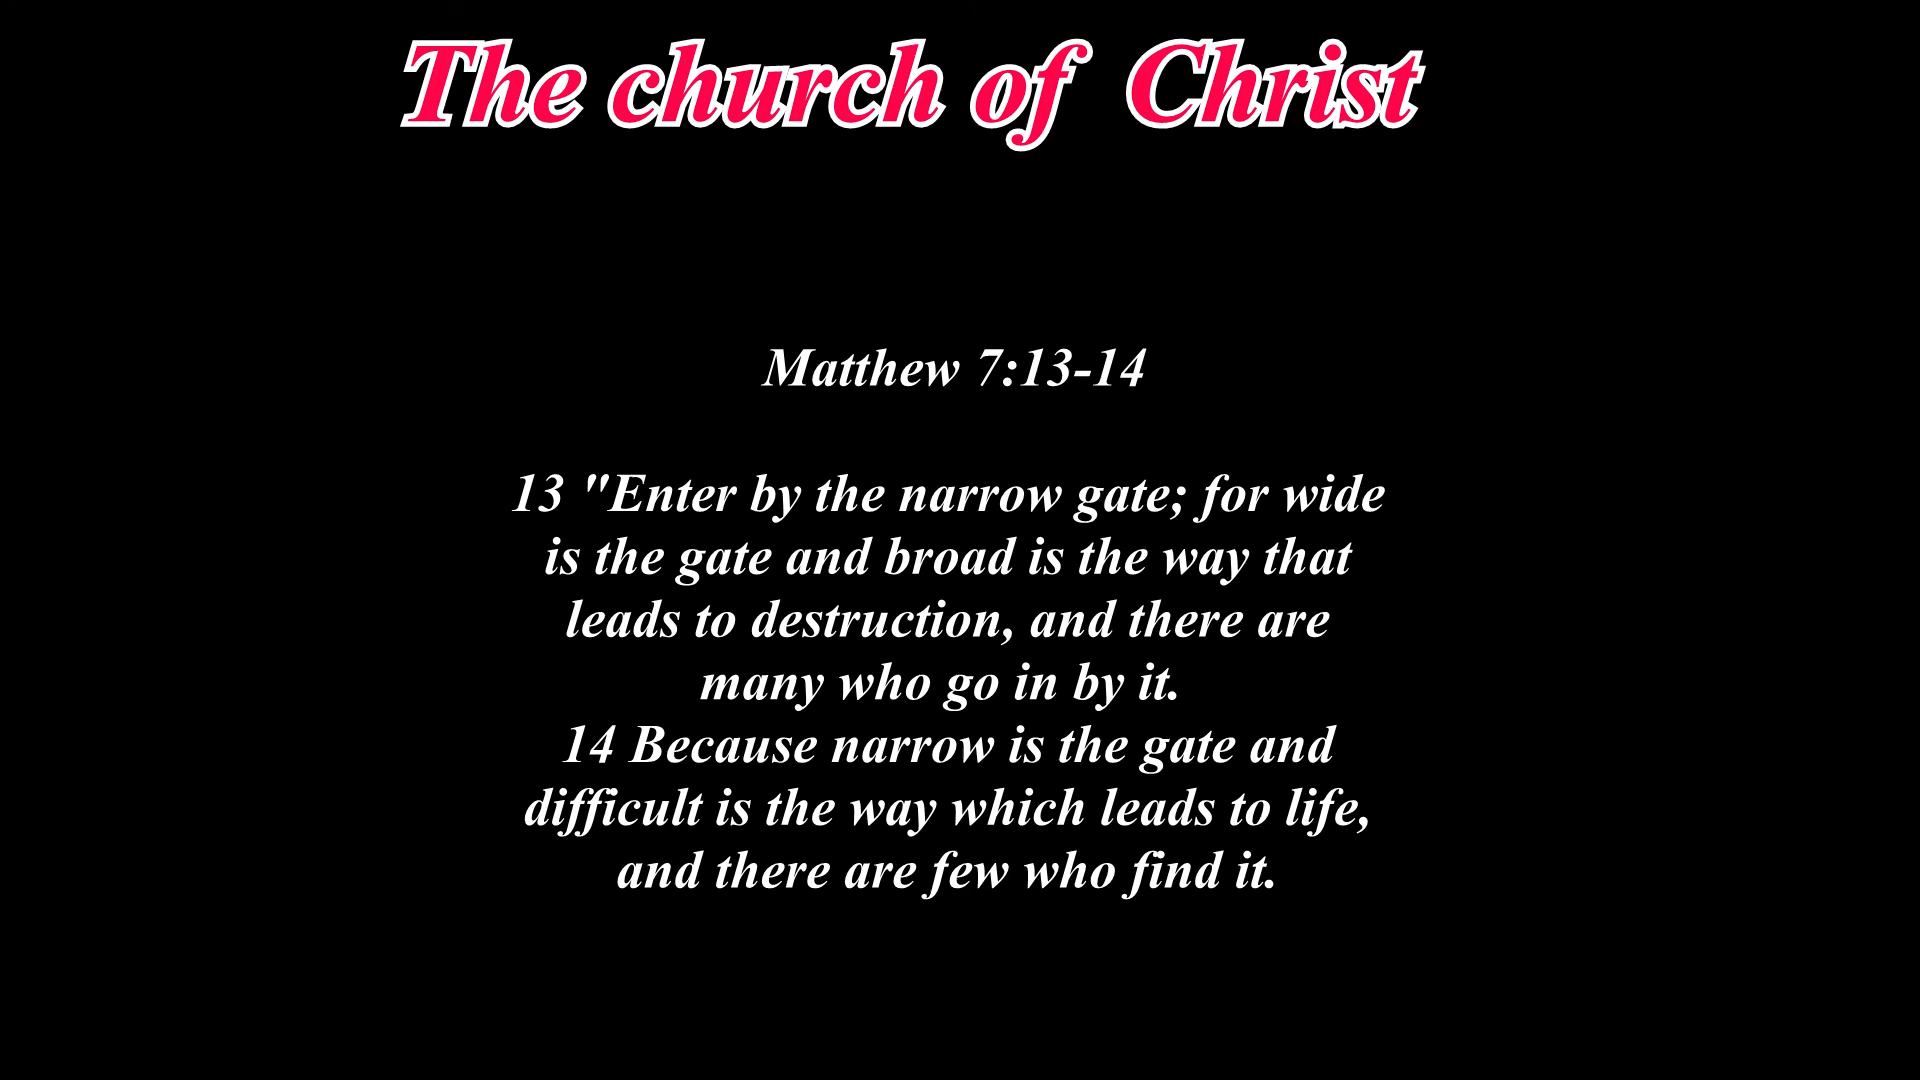 The church of Christ
Matthew 7:13-14
13 "Enter by the narrow gate; for wide
is the gate and broad is the way that
leads to destruction, and there are
many who go in by it.
14 Because narrow is the gate and
difficult is the way which leads to life,
and there are few who find it.